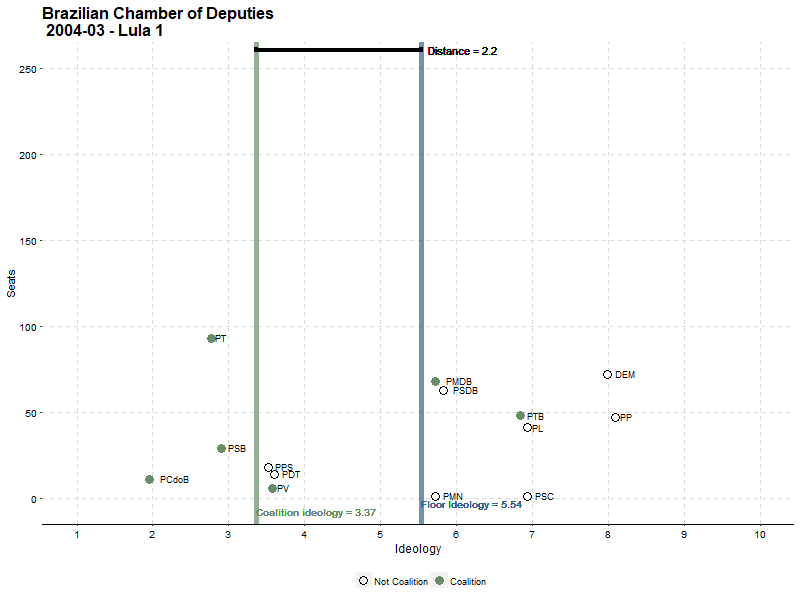 Brazilian Chamber of Deputies
2004-03 - Lula 1
Distance = 2.2
250
200
150
100
50
0
Seats
PT
PMDB
PSDB
DEM
PTB
PP
PL
PSB
PPS
PDT
PCdoB
PV
PMN
PSC
Floor Ideology = 5.54
Coalition ideology = 3.37
1 2 3 4 5 6 7 8 9 10
Ideology
Not Coalition Coalition